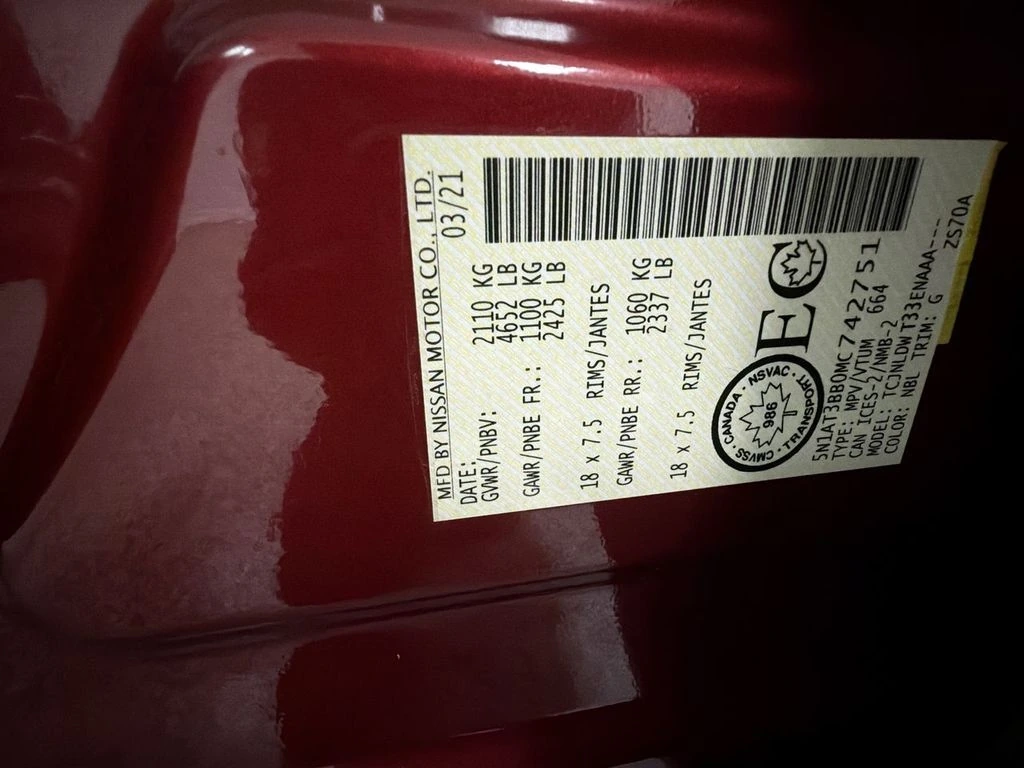 MFD BY NISSAN MOTOR CO., LTD.
DATE: 03/21
GVWR/PNBV: 2110 KG
4652 LB
GAWR/PNBE FR.: 1100 KG
2425 LB
18 x 7.5 RIMS/JANTES
GAWR/PNBE RR.: 1060 KG
2337 LB
18 x 7.5 RIMS/JANTES
CMVSS · CANADA · NSVAC · TRANSPORT
986 T
E
T
5N1AT3BB0MC742751
TYPE: MPV/VTUM
CAN ICES-2/NMB-2 664
MODEL: TCJNLDWT33ENAAA---
COLOR: NBL TRIM: G ZS70A